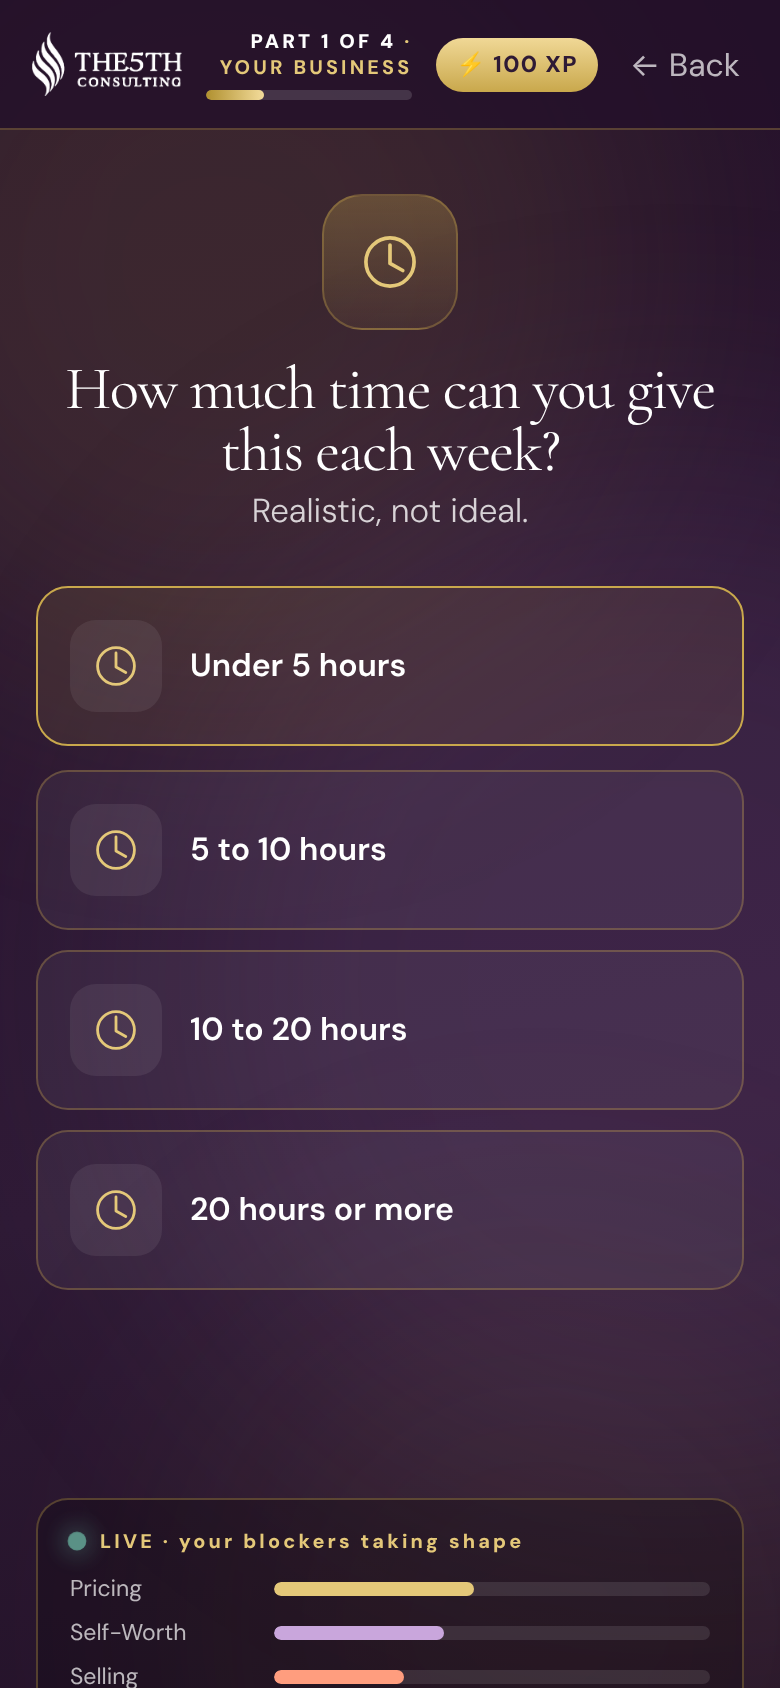 THE5TH
CONSULTING
PART 1 OF 4 ·
YOUR BUSINESS
⚡ 100 XP
← Back
How much time can you give
this each week?
Realistic, not ideal.
Under 5 hours
5 to 10 hours
10 to 20 hours
20 hours or more
LIVE · your blockers taking shape
Pricing
Self-Worth
Selling